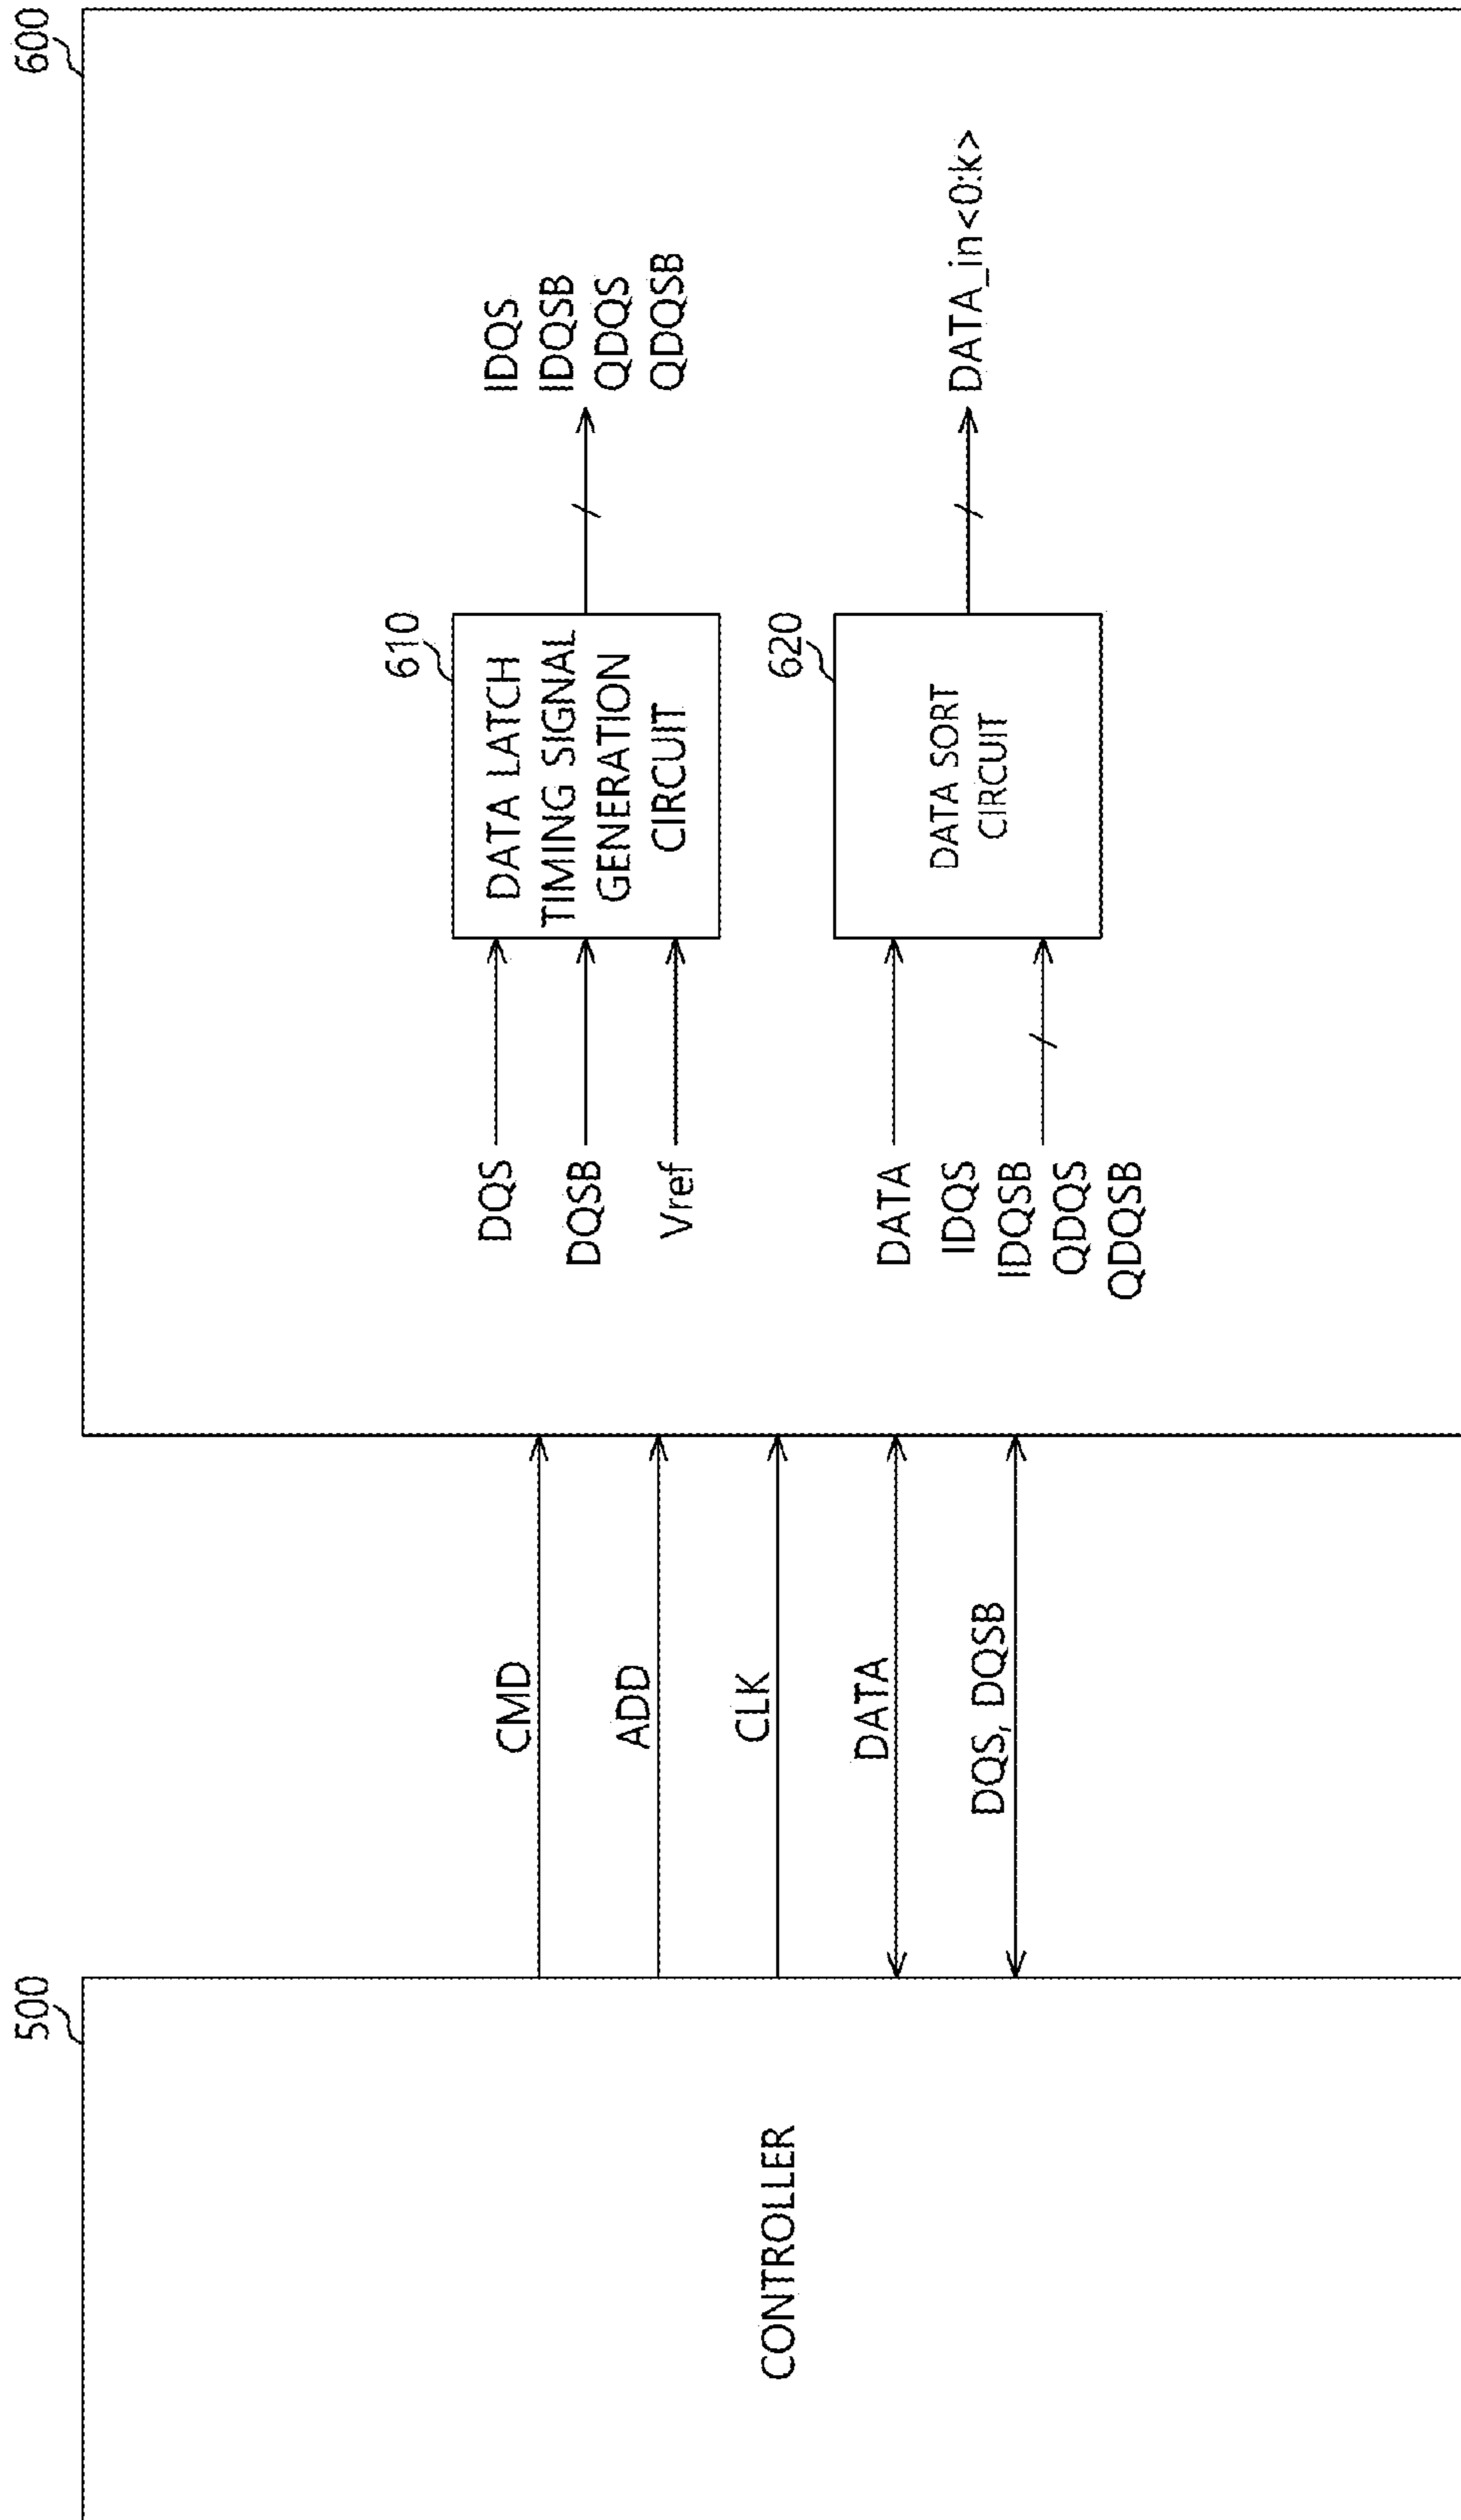 500
CONTROLLER
CMD
ADD
CLK
DATA
DQS, DQSB
600
DQS
DQSB
Vref
610
DATA LATCH
TIMING SIGNAL
GENERATION
CIRCUIT
IDQS
IDQSB
QDQS
QDQSB
DATA
IDQS
IDQSB
QDQS
QDQSB
620
DATA SORT
CIRCUIT
DATA_in<0:k>